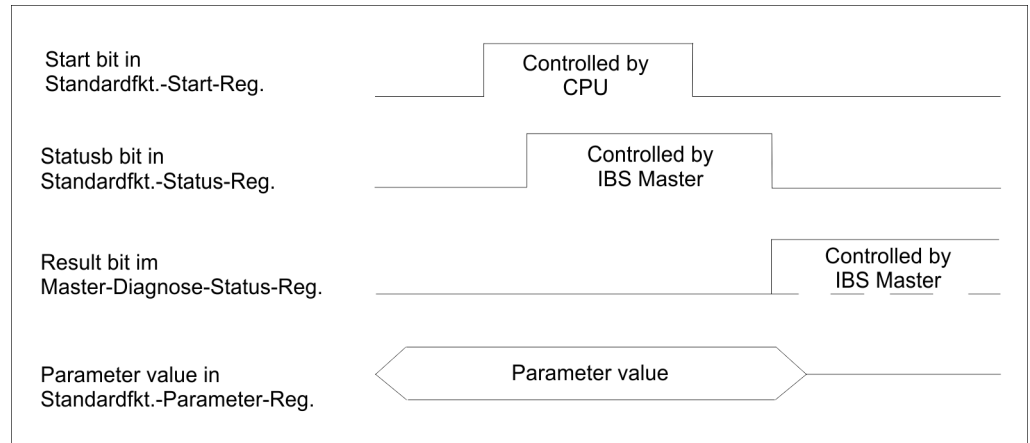 Start bit in
Standardfkt.-Start-Reg.
Controlled by
CPU
Statusb bit in
Standardfkt.-Status-Reg.
Controlled by
IBS Master
Result bit im
Master-Diagnose-Status-Reg.
Controlled by
IBS Master
Parameter value in
Standardfkt.-Parameter-Reg.
Parameter value